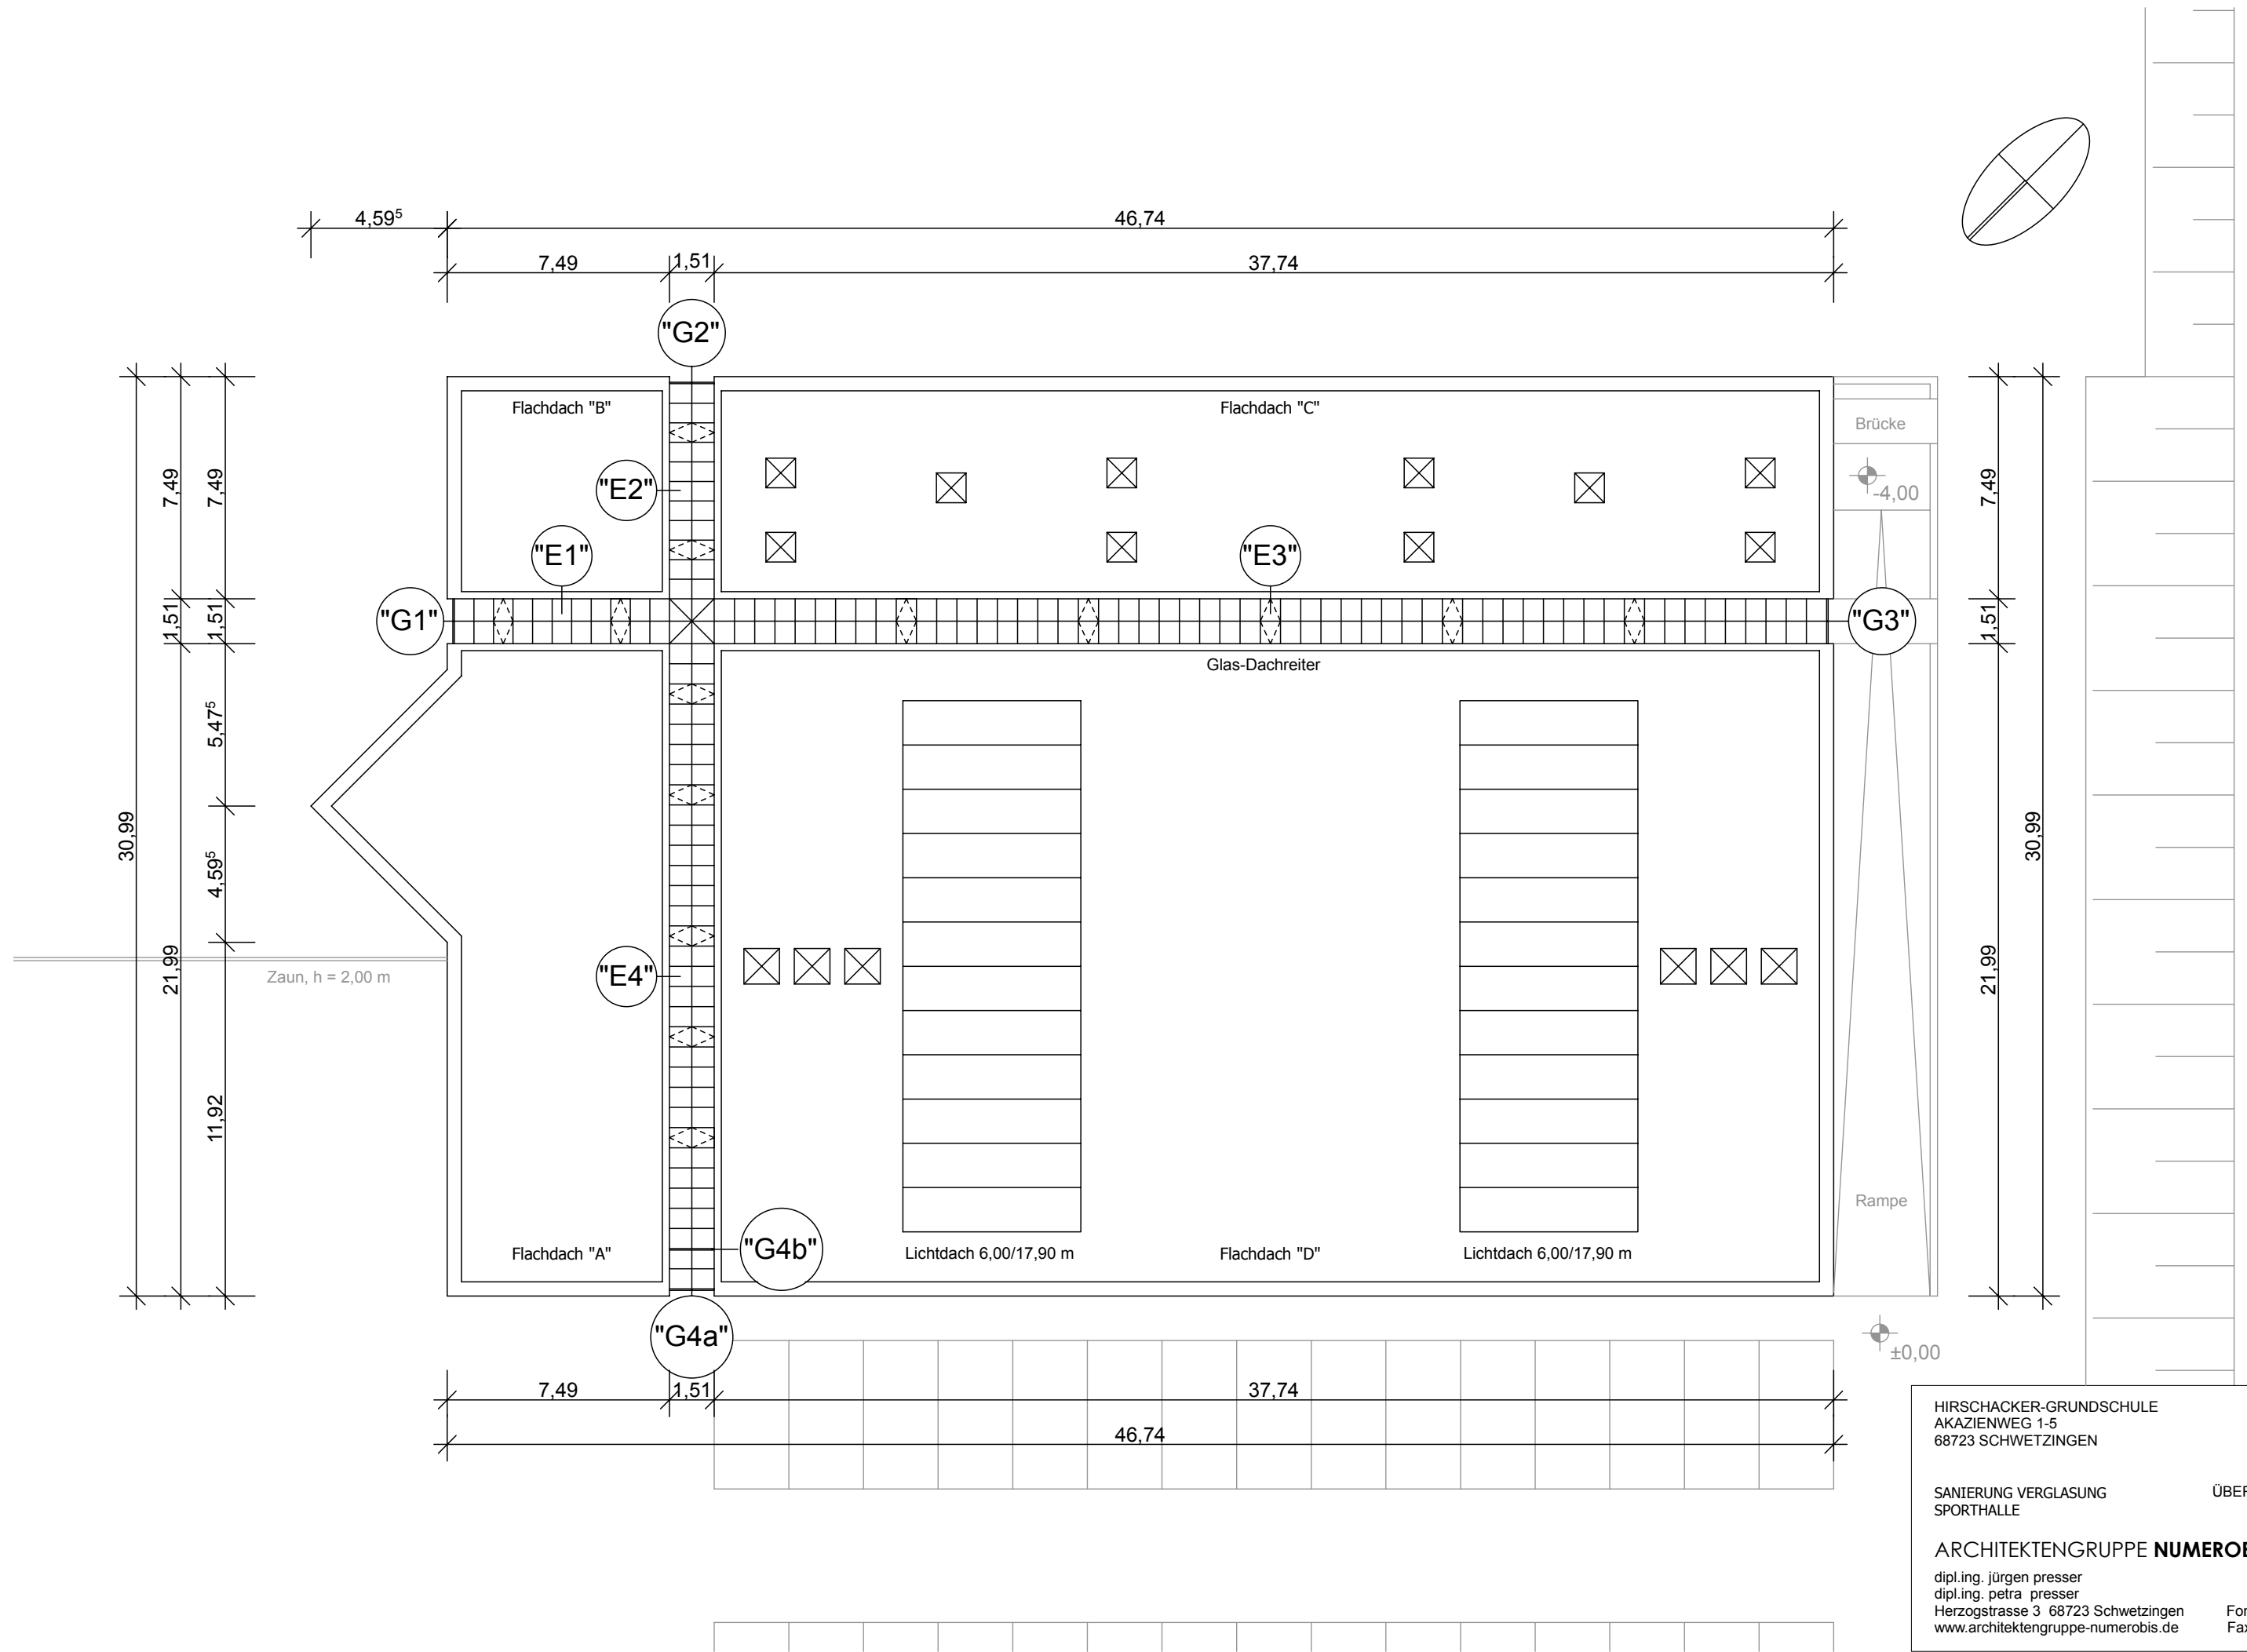 4,59⁵
46,74
7,49
1,51
37,74
"G2"
Flachdach "B"
Flachdach "C"
Brücke
-4,00
"E2"
"E1"
"E3"
"G1"
"G3"
7,49
7,49
1,51
1,51
5,47⁵
30,99
4,59⁵
21,99
11,92
7,49
1,51
30,99
21,99
Glas-Dachreiter
Zaun, h = 2,00 m
"E4"
Rampe
"G4b"
Flachdach "A"
Lichtdach 6,00/17,90 m
Flachdach "D"
Lichtdach 6,00/17,90 m
"G4a"
±0,00
7,49
1,51
37,74
46,74
HIRSCHACKER-GRUNDSCHULE
AKAZIENWEG 1-5
68723 SCHWETZINGEN
SANIERUNG VERGLASUNG
SPORTHALLE
ARCHITEKTENGRUPPE
dipl.ing. jürgen presser
dipl.ing. petra presser
Herzogstrasse 3 68723 Schwetzingen
www.architektengruppe-numerobis.de